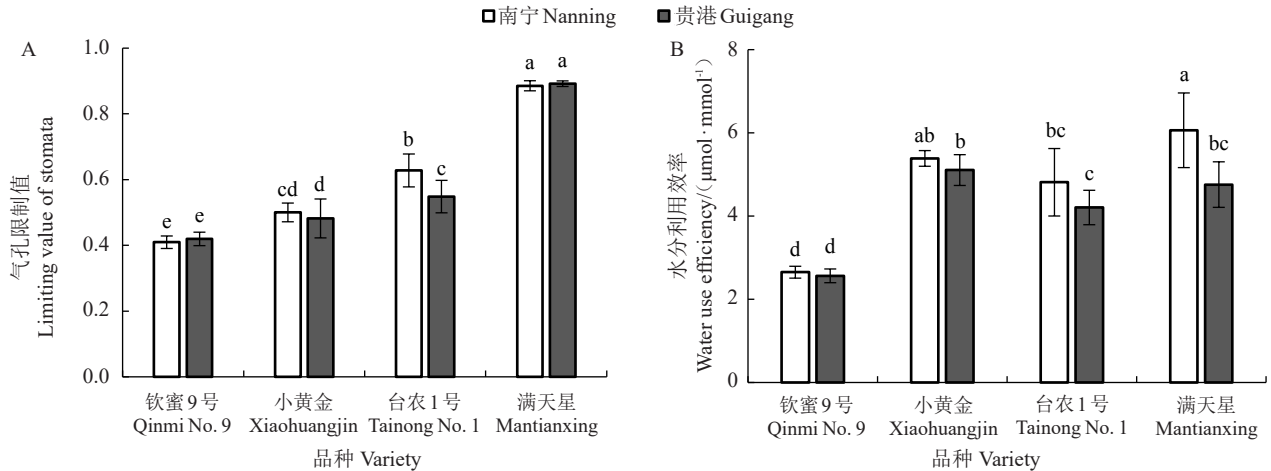 南宁 Nanning 贵港 Guigang
A
气孔限制值
Limiting value of stomata
1.0
0.8
0.6
0.4
0.2
0.0
e e cd d b c a a
钦蜜9号 小黄金 台农1号 满天星
Qinmi No. 9 Xiaohuangjin Tainong No. 1 Mantianxing
品种 Variety
B
水分利用效率
Water use efficiency/(μmol·mmol⁻¹)
8
6
4
2
0
d d ab b bc c a bc
钦蜜9号 小黄金 台农1号 满天星
Qinmi No. 9 Xiaohuangjin Tainong No. 1 Mantianxing
品种 Variety